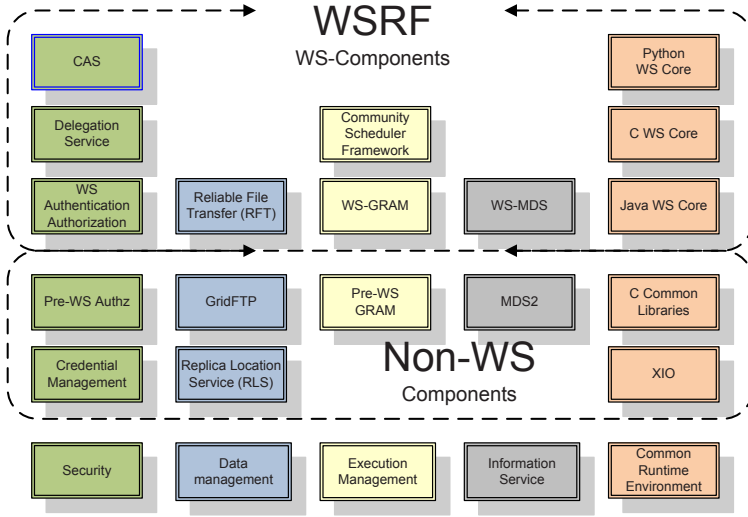 WSRF
WS-Components
CAS
Python
WS Core
Delegation
Service
Community
Scheduler
Framework
C WS Core
WS
Authentication
Authorization
Reliable File
Transfer (RFT)
WS-GRAM
WS-MDS
Java WS Core
Pre-WS Authz
GridFTP
Pre-WS
GRAM
MDS2
C Common
Libraries
Non-WS
Components
Credential
Management
Replica Location
Service (RLS)
XIO
Security
Data
management
Execution
Management
Information
Service
Common
Runtime
Environment